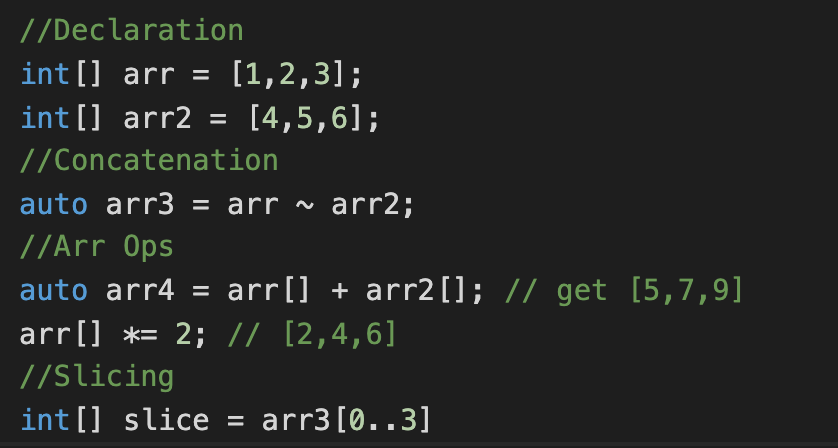 //Declaration
int[] arr = [1,2,3];
int[] arr2 = [4,5,6];
//Concatenation
auto arr3 = arr ~ arr2;
//Arr Ops
auto arr4 = arr[] + arr2[]; // get [5,7,9]
arr[] *= 2; // [2,4,6]
//Slicing
int[] slice = arr3[0..3]